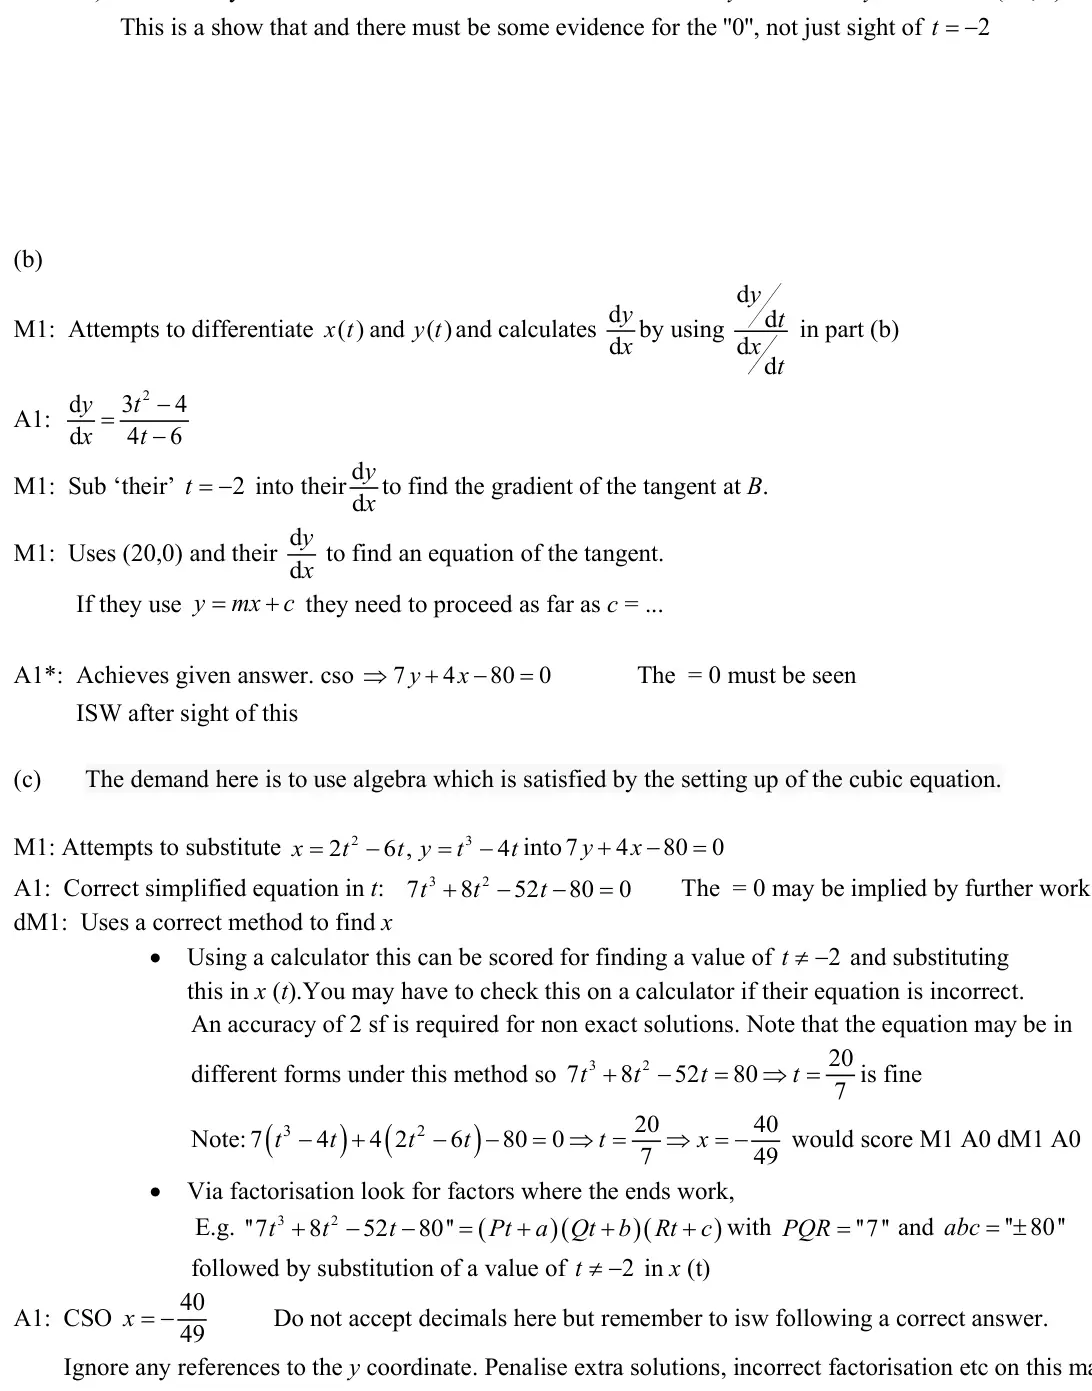 This is a show that and there must be some evidence for the "0", not just sight of t = −2
(b)
M1: Attempts to differentiate x(t) and y(t) and calculates dy/dx by using (dy/dt)/(dx/dt) in part (b)
A1: dy/dx = (3t² − 4)/(4t − 6)
M1: Sub ‘their’ t = −2 into their dy/dx to find the gradient of the tangent at B.
M1: Uses (20,0) and their dy/dx to find an equation of the tangent.
If they use y = mx + c they need to proceed as far as c = ...
A1*: Achieves given answer. cso ⇒ 7y + 4x − 80 = 0 The = 0 must be seen
ISW after sight of this
(c) The demand here is to use algebra which is satisfied by the setting up of the cubic equation.
M1: Attempts to substitute x = 2t² − 6t, y = t³ − 4t into 7y + 4x − 80 = 0
A1: Correct simplified equation in t: 7t³ + 8t² − 52t − 80 = 0 The = 0 may be implied by further work
dM1: Uses a correct method to find x
• Using a calculator this can be scored for finding a value of t ≠ −2 and substituting
this in x (t).You may have to check this on a calculator if their equation is incorrect.
An accuracy of 2 sf is required for non exact solutions. Note that the equation may be in
different forms under this method so 7t³ + 8t² − 52t = 80 ⇒ t = 20/7 is fine
Note: 7(t³ − 4t) + 4(2t² − 6t) − 80 = 0 ⇒ t = 20/7 ⇒ x = −40/49 would score M1 A0 dM1 A0
• Via factorisation look for factors where the ends work,
E.g. "7t³ + 8t² − 52t − 80" = (Pt + a)(Qt + b)(Rt + c) with PQR = "7" and abc = "±80"
followed by substitution of a value of t ≠ −2 in x (t)
A1: CSO x = −40/49 Do not accept decimals here but remember to isw following a correct answer.
Ignore any references to the y coordinate. Penalise extra solutions, incorrect factorisation etc on this